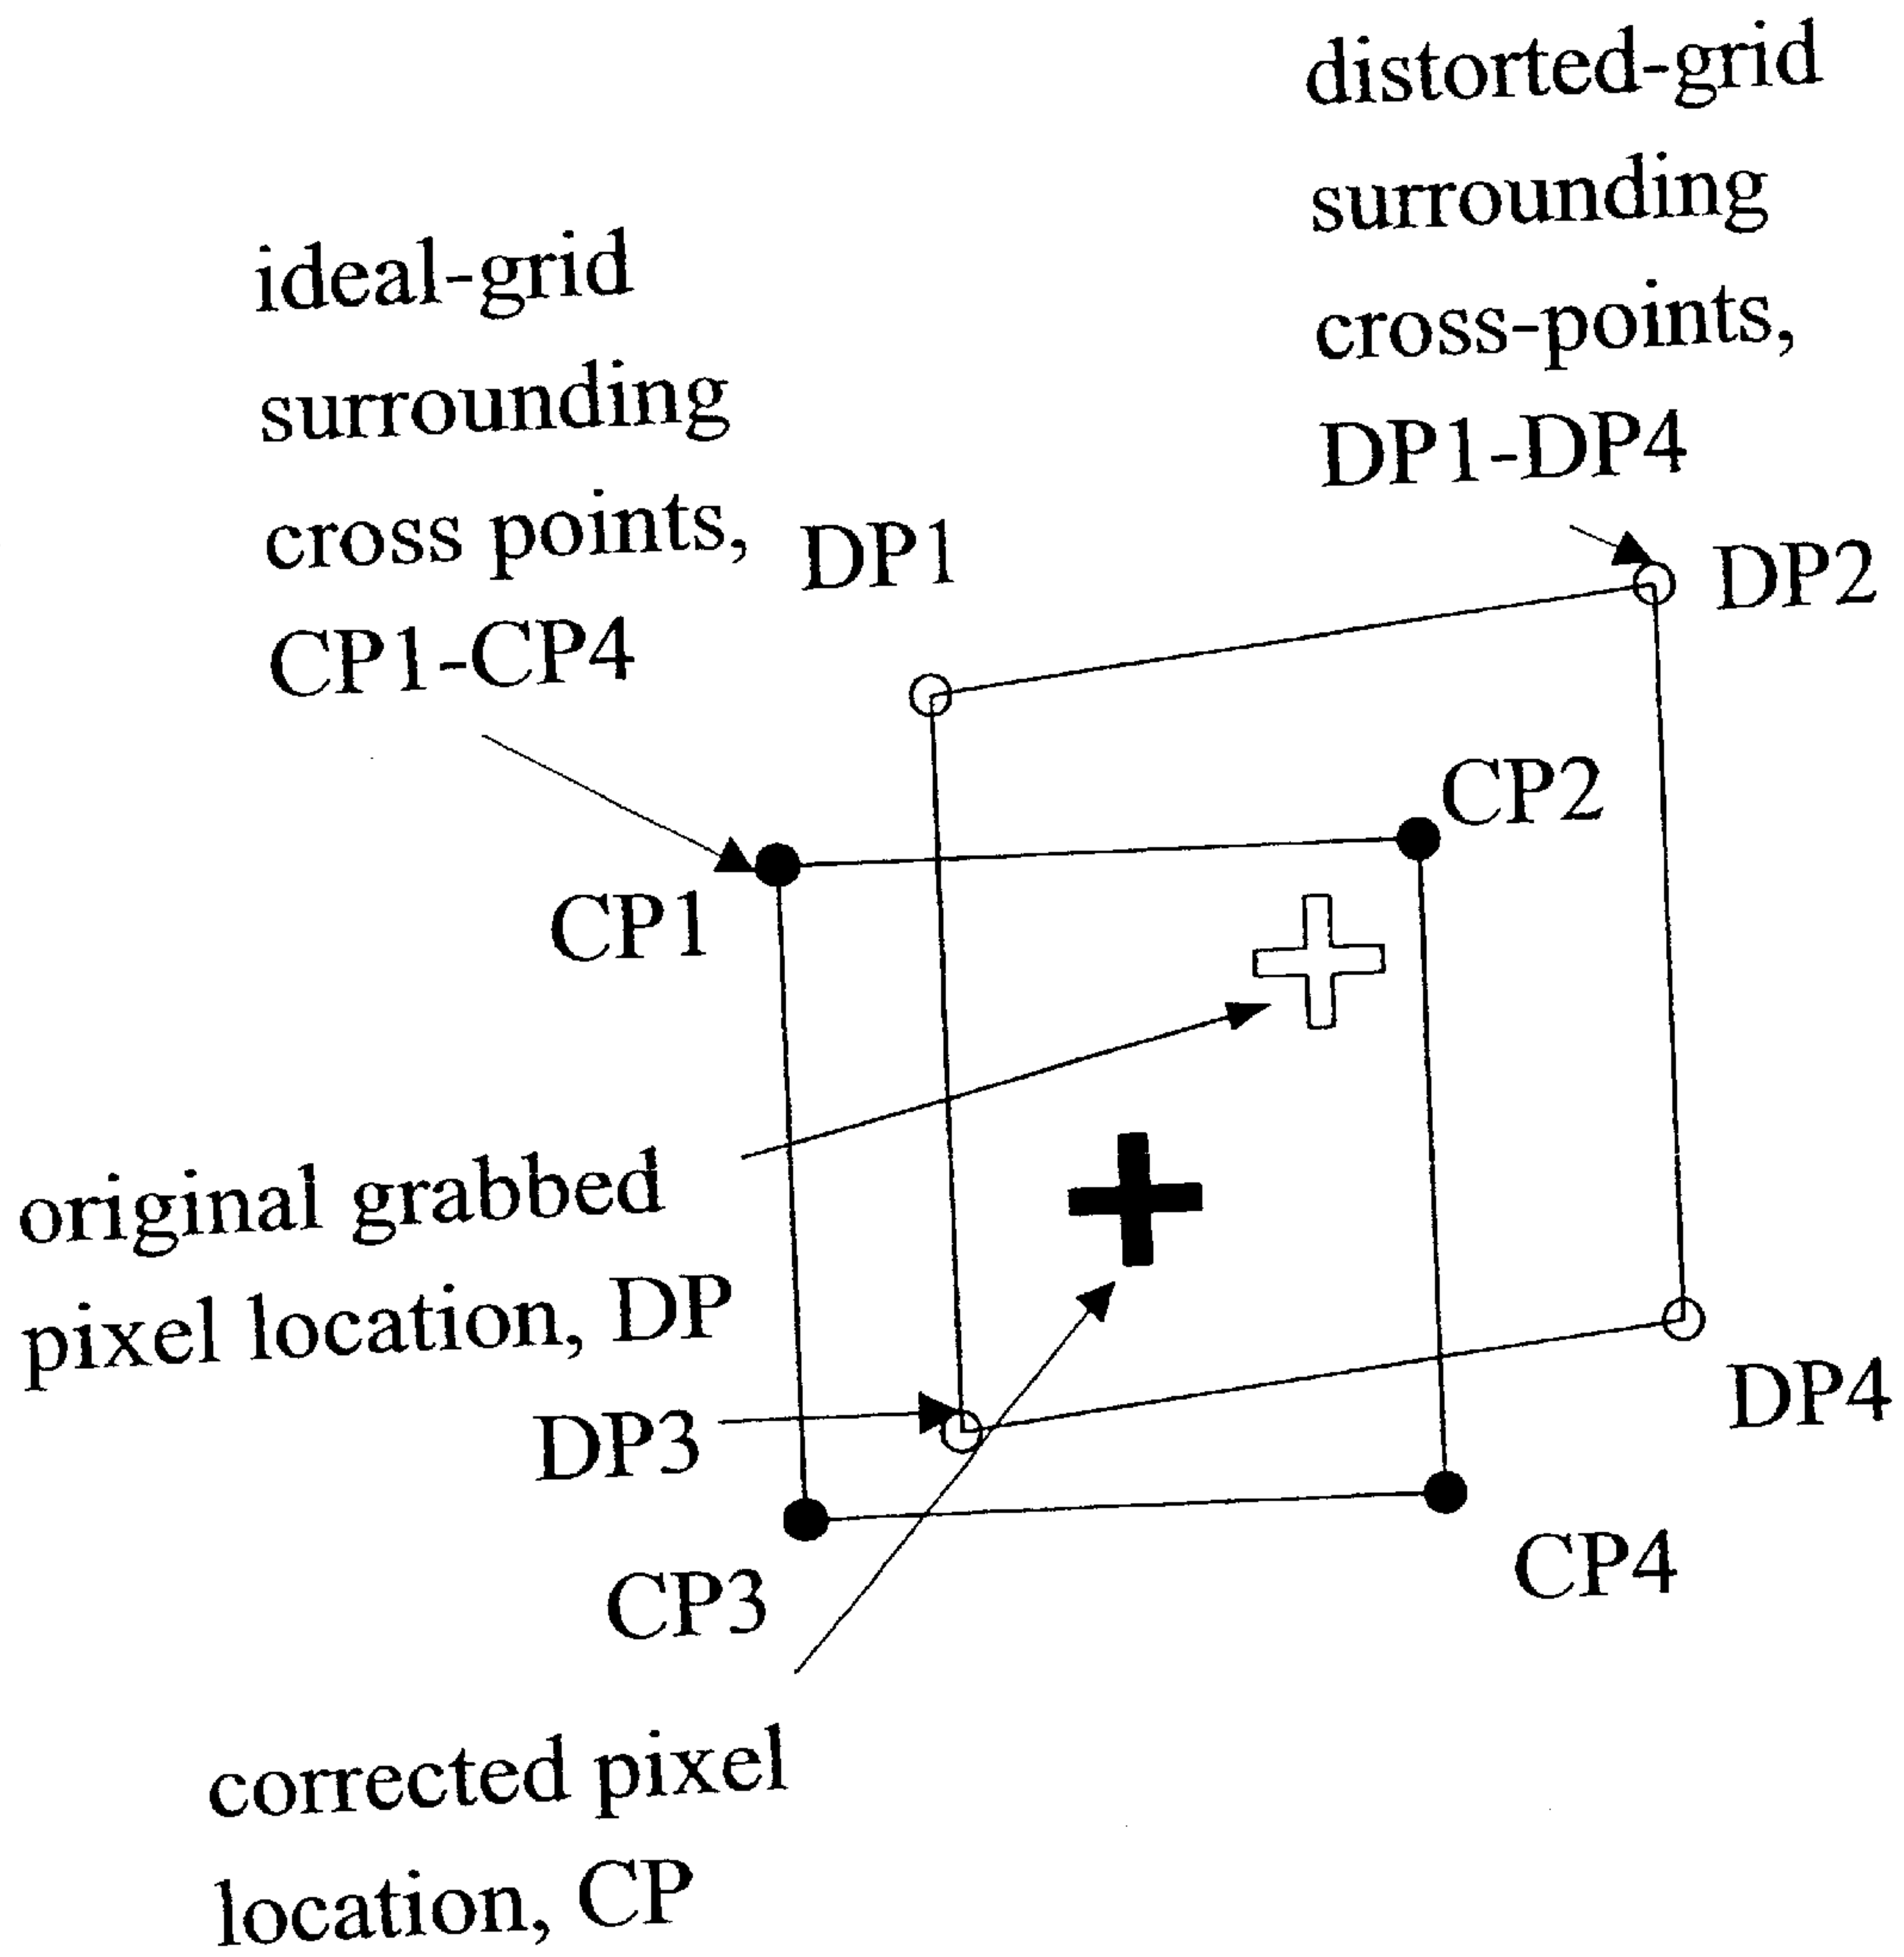 distorted-grid
surrounding
cross-points,
DP1-DP4
ideal-grid
surrounding
cross points,
CP1-CP4
DP1
DP2
CP2
CP1
original grabbed
pixel location, DP
DP3
DP4
CP3
CP4
corrected pixel
location, CP